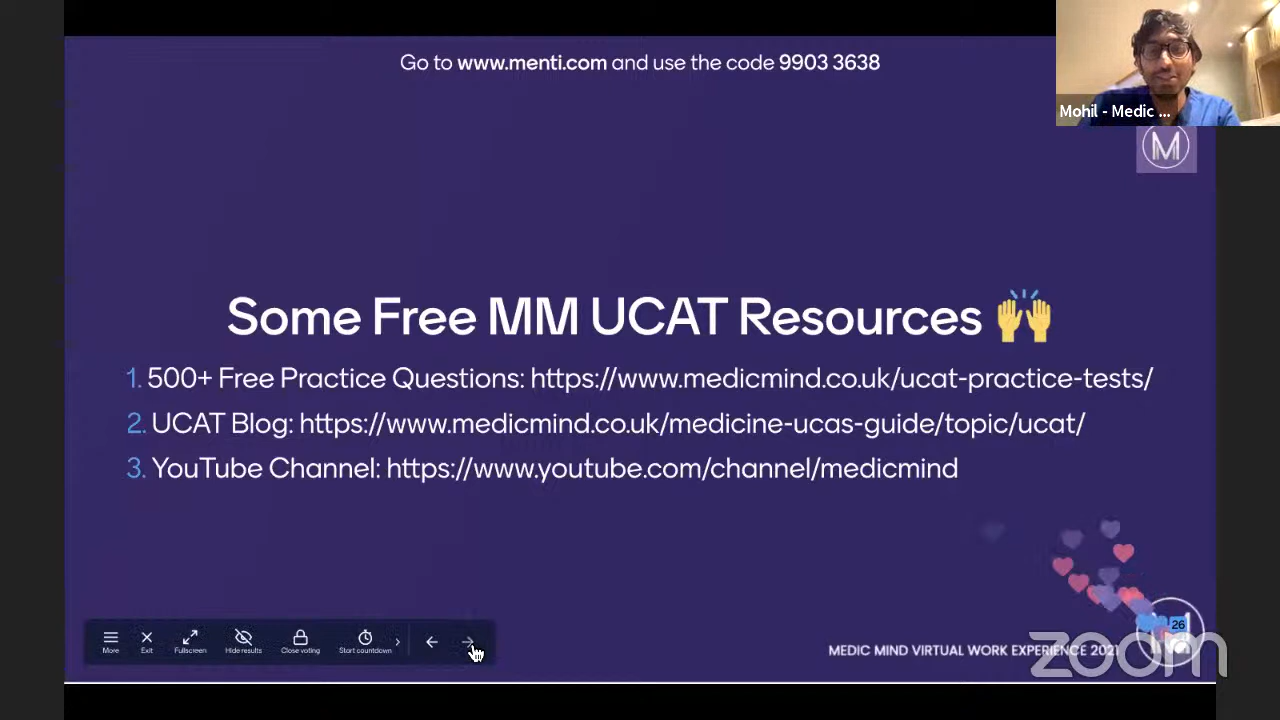 Go to www.menti.com and use the code 9903 3638
Mohil - Medic ...
M
Some Free MM UCAT Resources 🙌
1. 500+ Free Practice Questions: https://www.medicmind.co.uk/ucat-practice-tests/
2. UCAT Blog: https://www.medicmind.co.uk/medicine-ucas-guide/topic/ucat/
3. YouTube Channel: https://www.youtube.com/channel/medicmind
26
More Exit Fullscreen Hide results Close voting Start countdown
MEDIC MIND VIRTUAL WORK EXPERIENCE 2021
zoom